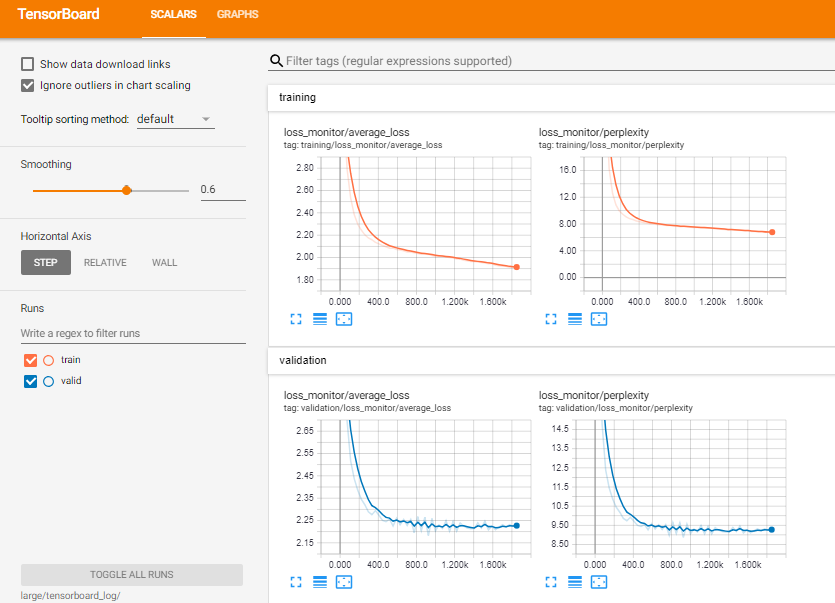 TensorBoard SCALARS GRAPHS
Show data download links
Ignore outliers in chart scaling
Tooltip sorting method: default
Smoothing
0.6
Horizontal Axis
STEP RELATIVE WALL
Runs
Write a regex to filter runs
train
valid
TOGGLE ALL RUNS
large/tensorboard_log/
Filter tags (regular expressions supported)
training
loss_monitor/average_loss
tag: training/loss_monitor/average_loss
2.80
2.60
2.40
2.20
2.00
1.80
0.000 400.0 800.0 1.200k 1.600k
loss_monitor/perplexity
tag: training/loss_monitor/perplexity
16.0
12.0
8.00
4.00
0.00
0.000 400.0 800.0 1.200k 1.600k
validation
loss_monitor/average_loss
tag: validation/loss_monitor/average_loss
2.65
2.55
2.45
2.35
2.25
2.15
0.000 400.0 800.0 1.200k 1.600k
loss_monitor/perplexity
tag: validation/loss_monitor/perplexity
14.5
13.5
12.5
11.5
10.5
9.50
8.50
0.000 400.0 800.0 1.200k 1.600k